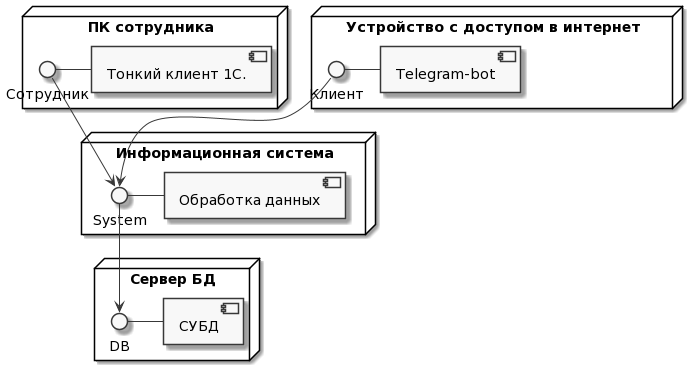 ПК сотрудника
Тонкий клиент 1С.
Сотрудник
Устройство с доступом в интернет
Telegram-bot
Клиент
Информационная система
Обработка данных
System
Сервер БД
СУБД
DB